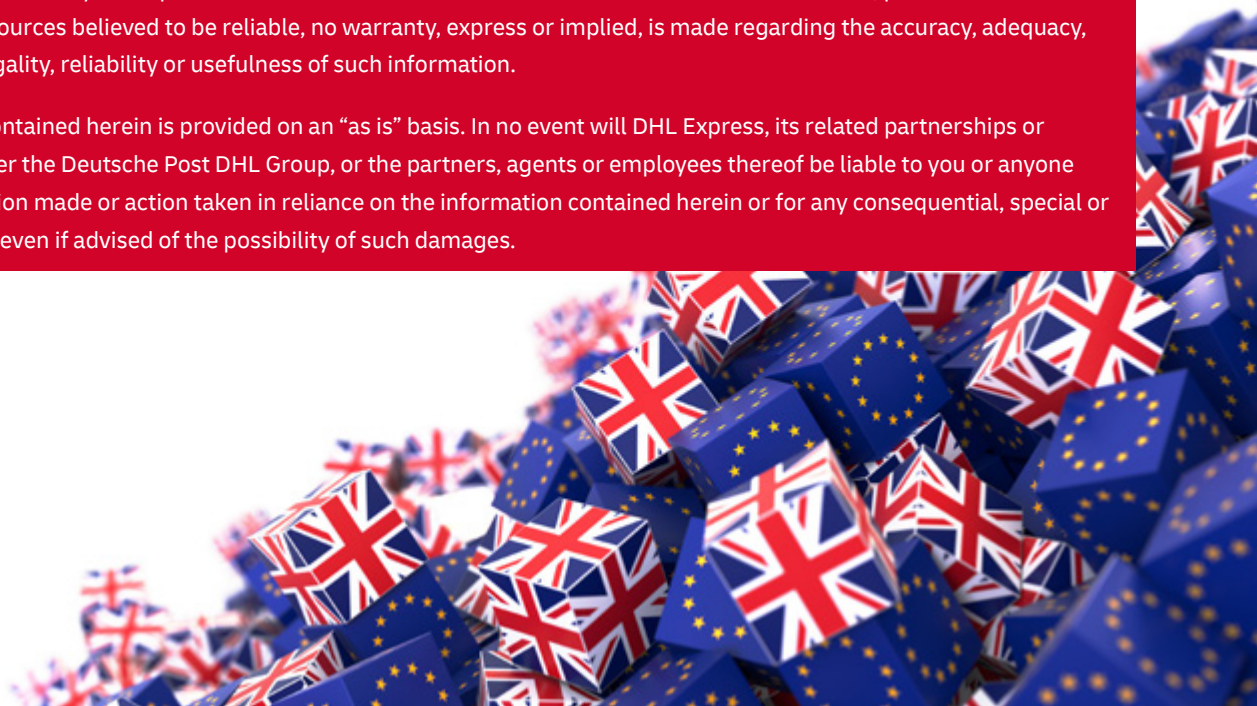 ources believed to be reliable, no warranty, express or implied, is made regarding the accuracy, adequacy,
gality, reliability or usefulness of such information.
ntained herein is provided on an “as is” basis. In no event will DHL Express, its related partnerships or
er the Deutsche Post DHL Group, or the partners, agents or employees thereof be liable to you or anyone
ion made or action taken in reliance on the information contained herein or for any consequential, special or
even if advised of the possibility of such damages.